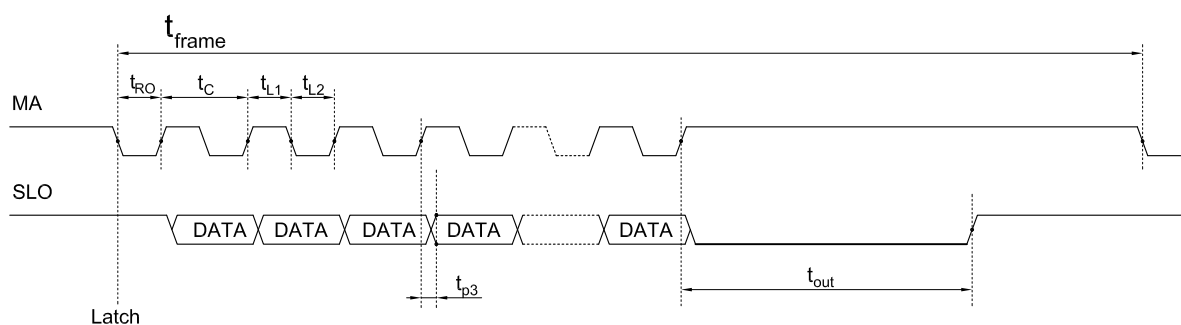 t_frame
t_RO t_C t_L1 t_L2
MA
SLO
DATA DATA DATA DATA DATA
t_p3 t_out
Latch